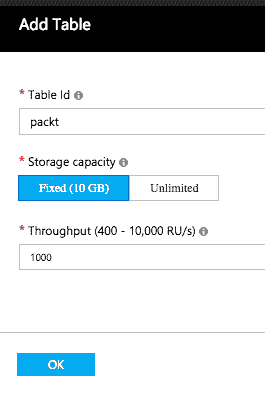 Add Table
* Table Id
packt
* Storage capacity
Fixed (10 GB) Unlimited
* Throughput (400 - 10,000 RU/s)
1000
OK